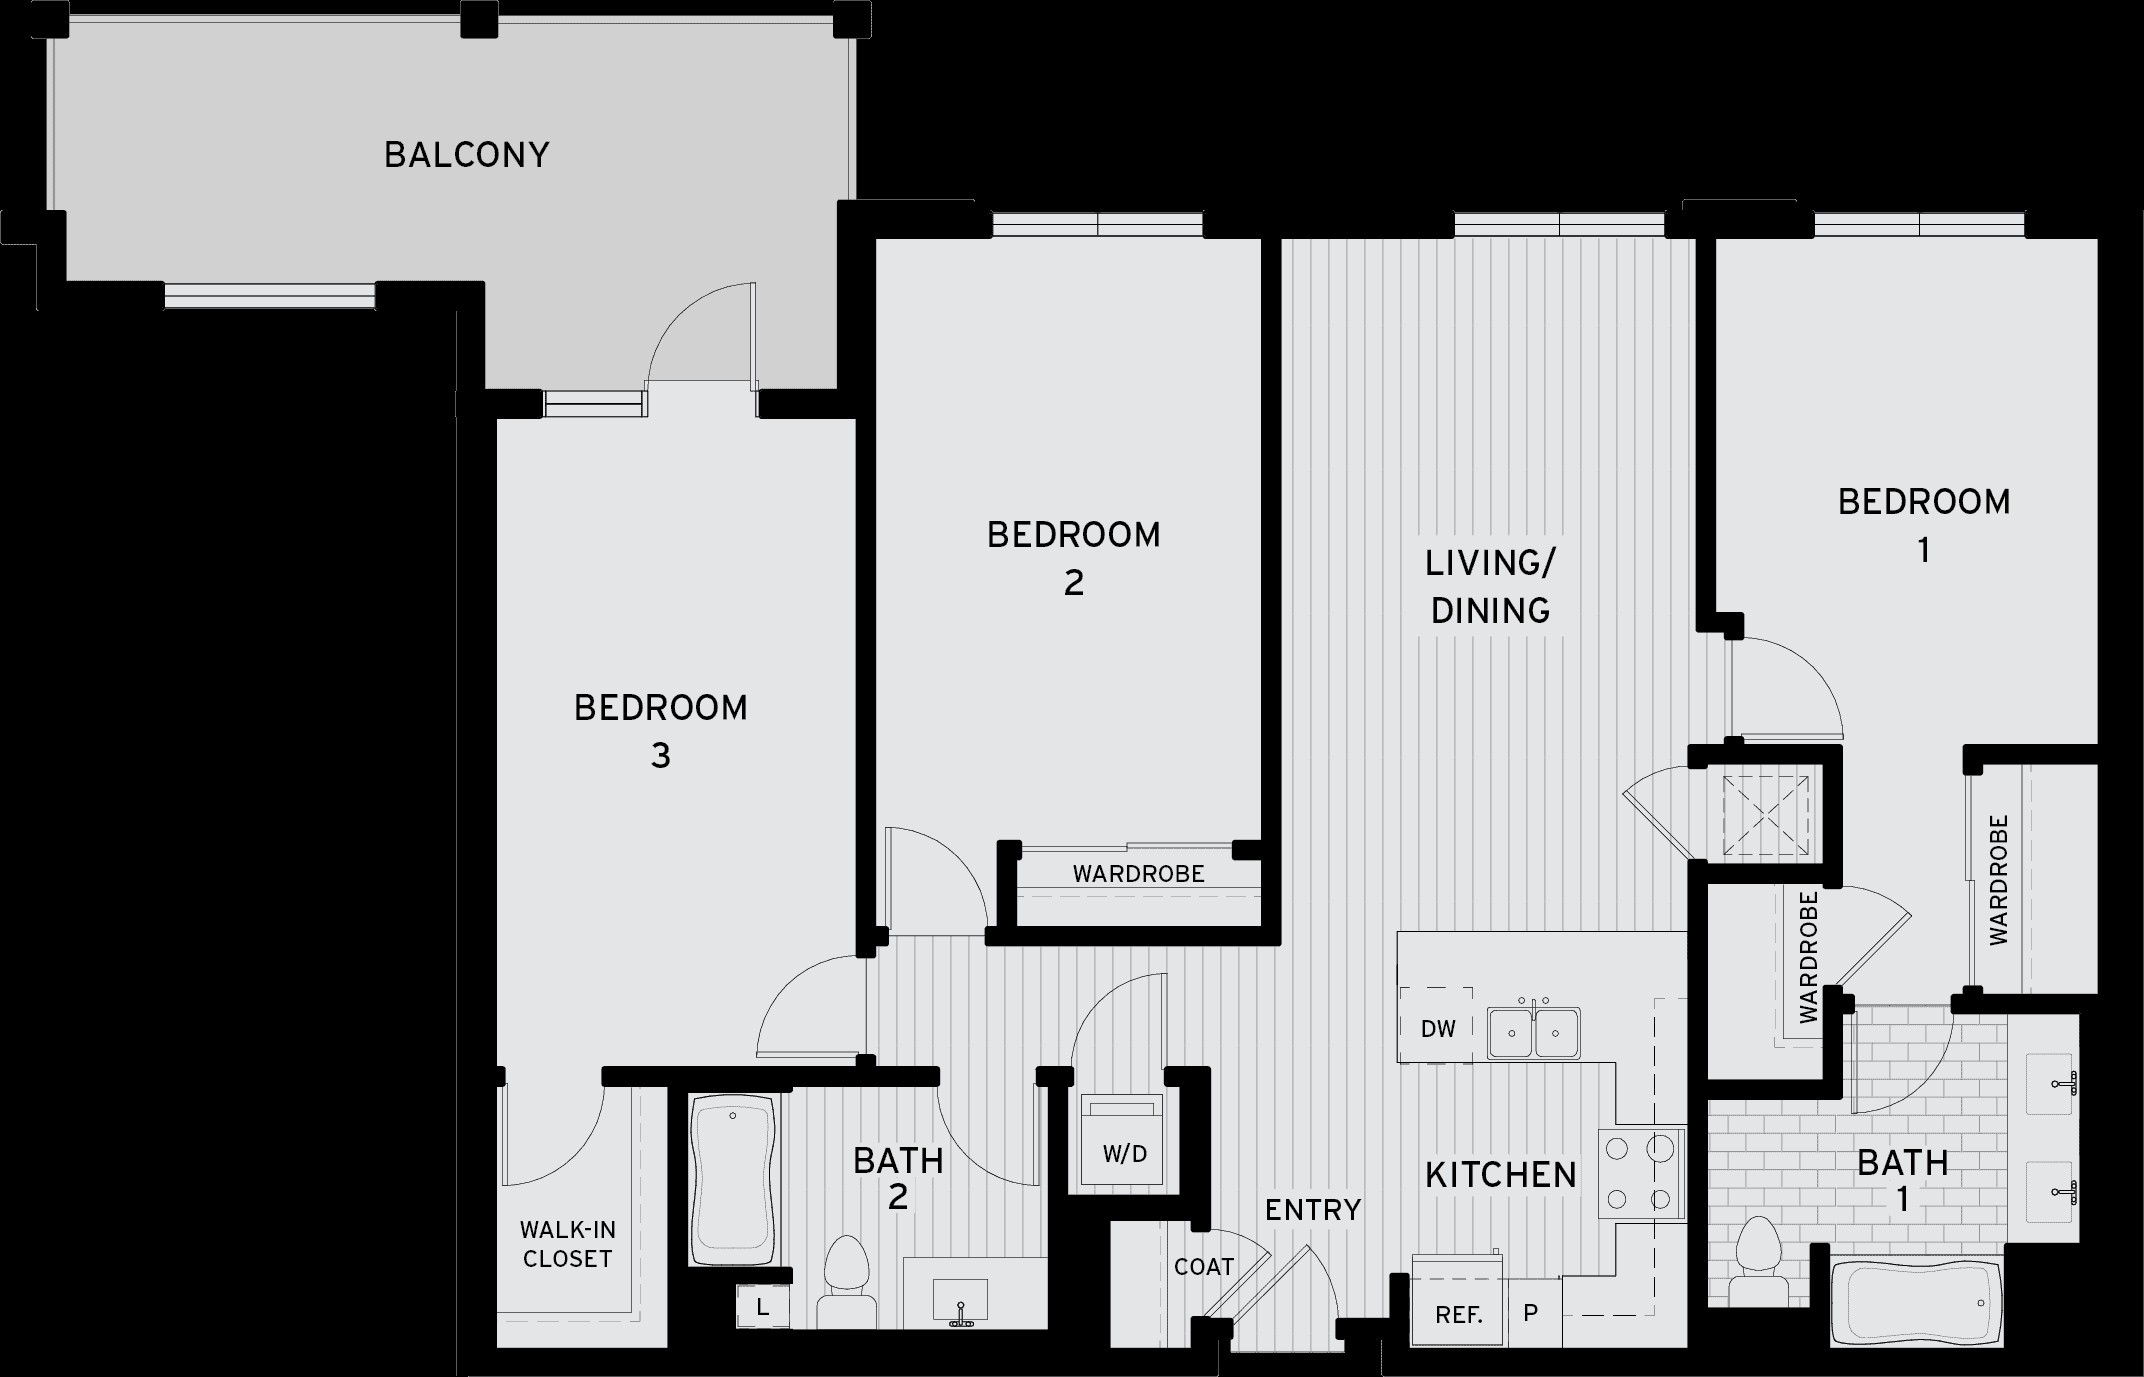 BALCONY
BEDROOM
1
BEDROOM
2
LIVING/
DINING
BEDROOM
3
WARDROBE
WARDROBE
WARDROBE
DW
KITCHEN
W/D
BATH
2
BATH
1
ENTRY
WALK-IN
CLOSET
COAT
L
REF.
P